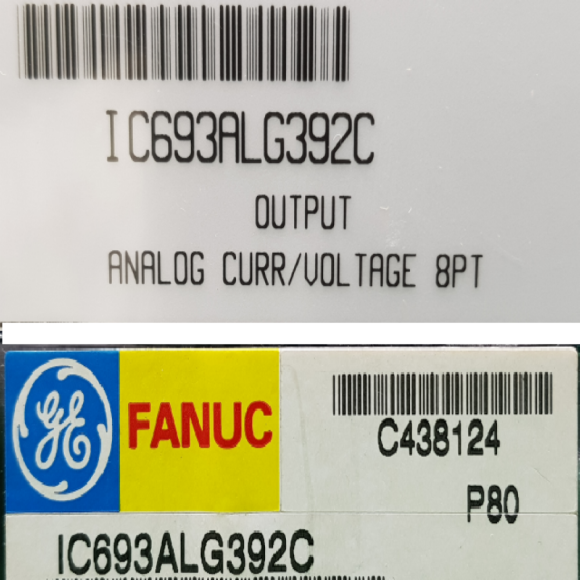 IC693ALG392C
OUTPUT
ANALOG CURR/VOLTAGE 8PT
GE
FANUC
C438124
P80
IC693ALG392C